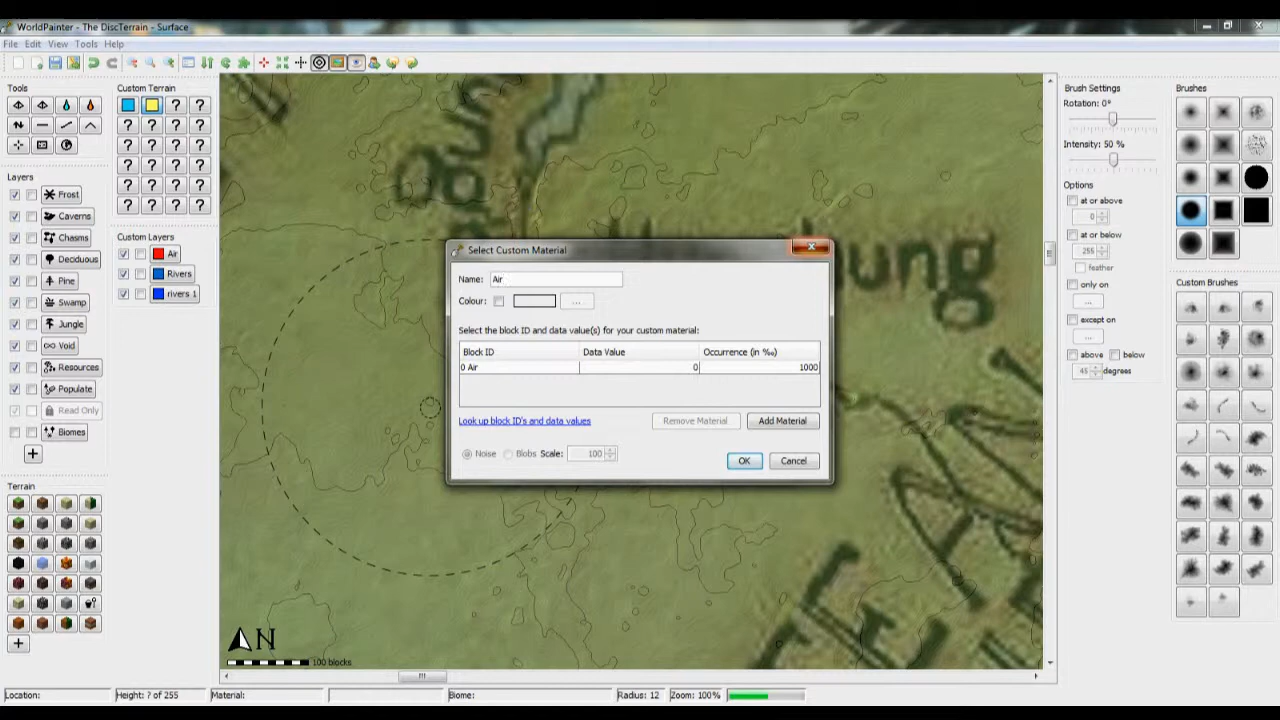 WorldPainter - The DiscTerrain - Surface
File Edit View Tools Help
Tools
Custom Terrain
Brush Settings
Brushes
Rotation: 0°
Intensity: 50 %
Layers
Options
Frost
at or above
Caverns
0
Chasms
Custom Layers
at or below
Deciduous
Air
255
Pine
Rivers
feather
Swamp
rivers 1
only on
Jungle
...
Custom Brushes
Void
except on
Resources
...
Populate
above below
Read Only
45 degrees
Biomes
Terrain
Select Custom Material
Name: Air
Colour: ...
Select the block ID and data value(s) for your custom material:
Block ID Data Value Occurrence (in ‰)
0 Air 0 1000
Look up block ID's and data values Remove Material Add Material
Noise Blobs Scale: 100
OK Cancel
N
100 blocks
Location: Height: ? of 255 Material: Biome: Radius: 12 Zoom: 100%